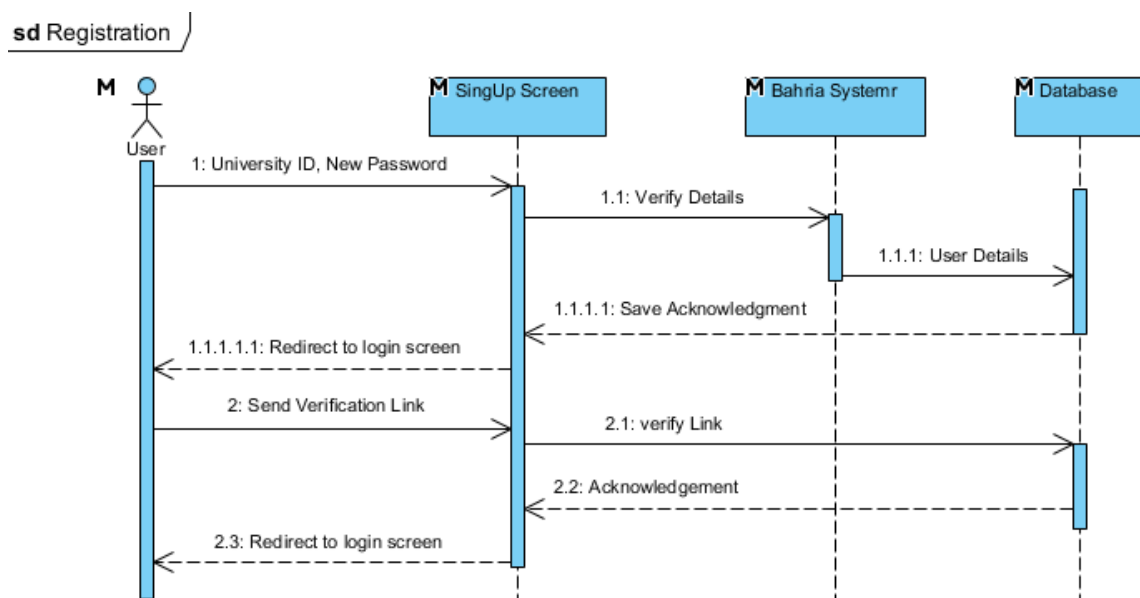 sd Registration
M
User
M SingUp Screen
M Bahria Systemr
M Database
1: University ID, New Password
1.1: Verify Details
1.1.1: User Details
1.1.1.1: Save Acknowledgment
1.1.1.1.1: Redirect to login screen
2: Send Verification Link
2.1: verify Link
2.2: Acknowledgement
2.3: Redirect to login screen